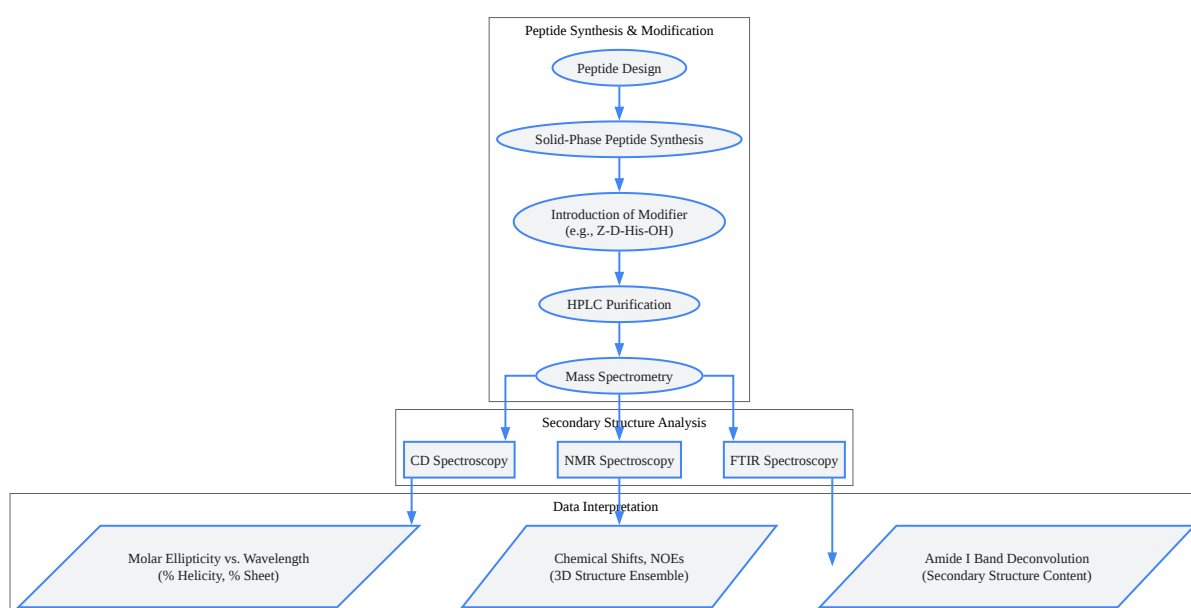 Peptide Synthesis & Modification
Peptide Design
Solid-Phase Peptide Synthesis
Introduction of Modifier
(e.g., Z-D-His-OH)
HPLC Purification
Mass Spectrometry
Secondary Structure Analysis
CD Spectroscopy
NMR Spectroscopy
FTIR Spectroscopy
Data Interpretation
Molar Ellipticity vs. Wavelength
(% Helicity, % Sheet)
Chemical Shifts, NOEs
(3D Structure Ensemble)
Amide I Band Deconvolution
(Secondary Structure Content)